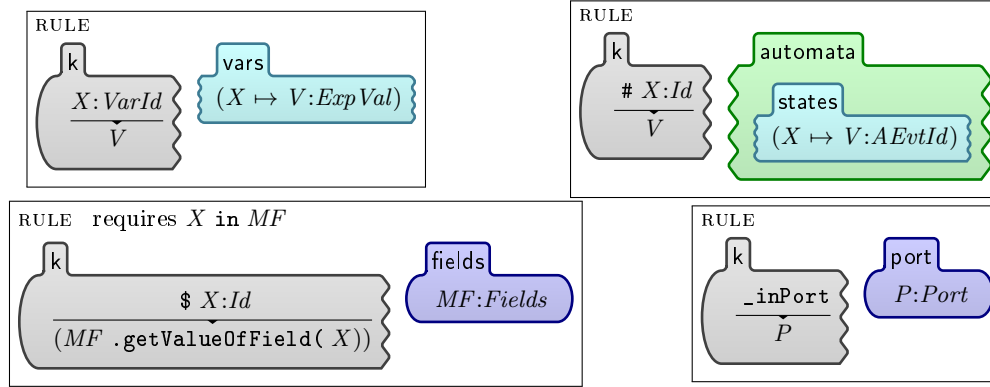 RULE
k
vars
X:VarId
V
(X ↦ V:ExpVal)
RULE
k
automata
# X:Id
V
states
(X ↦ V:AEvtId)
RULE requires X in MF
k
fields
$ X:Id
(MF .getValueOfField( X))
MF:Fields
RULE
k
port
_inPort
P
P:Port